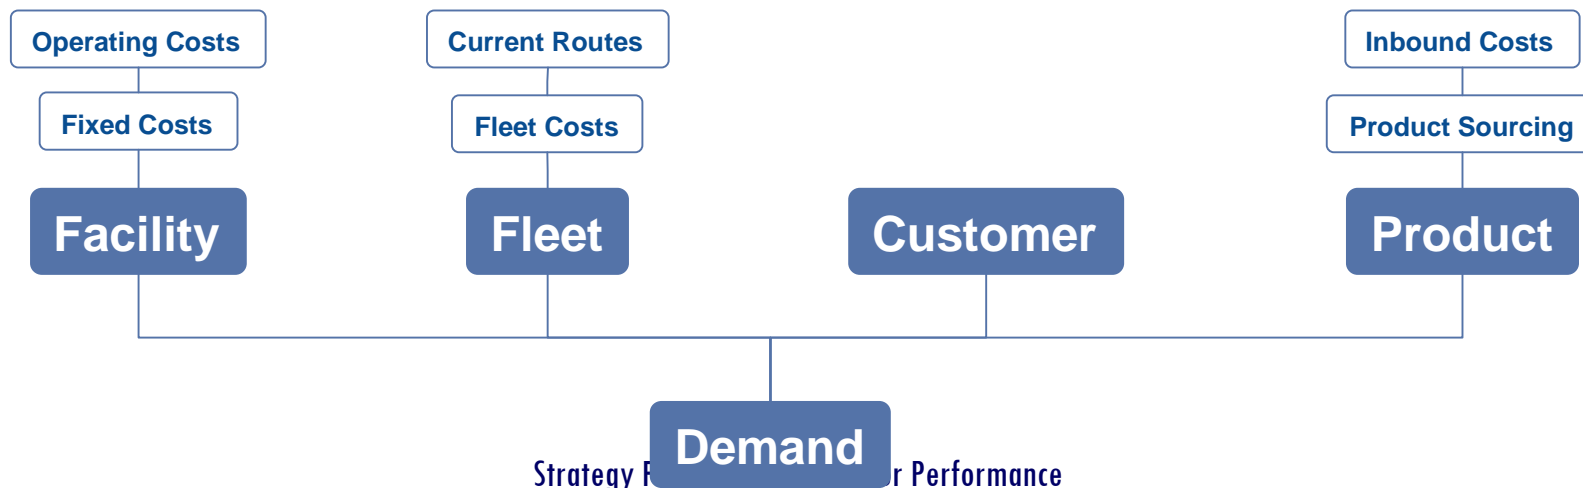 Operating Costs
Current Routes
Inbound Costs
Fixed Costs
Fleet Costs
Product Sourcing
Facility
Fleet
Customer
Product
Demand
Strategy Performance